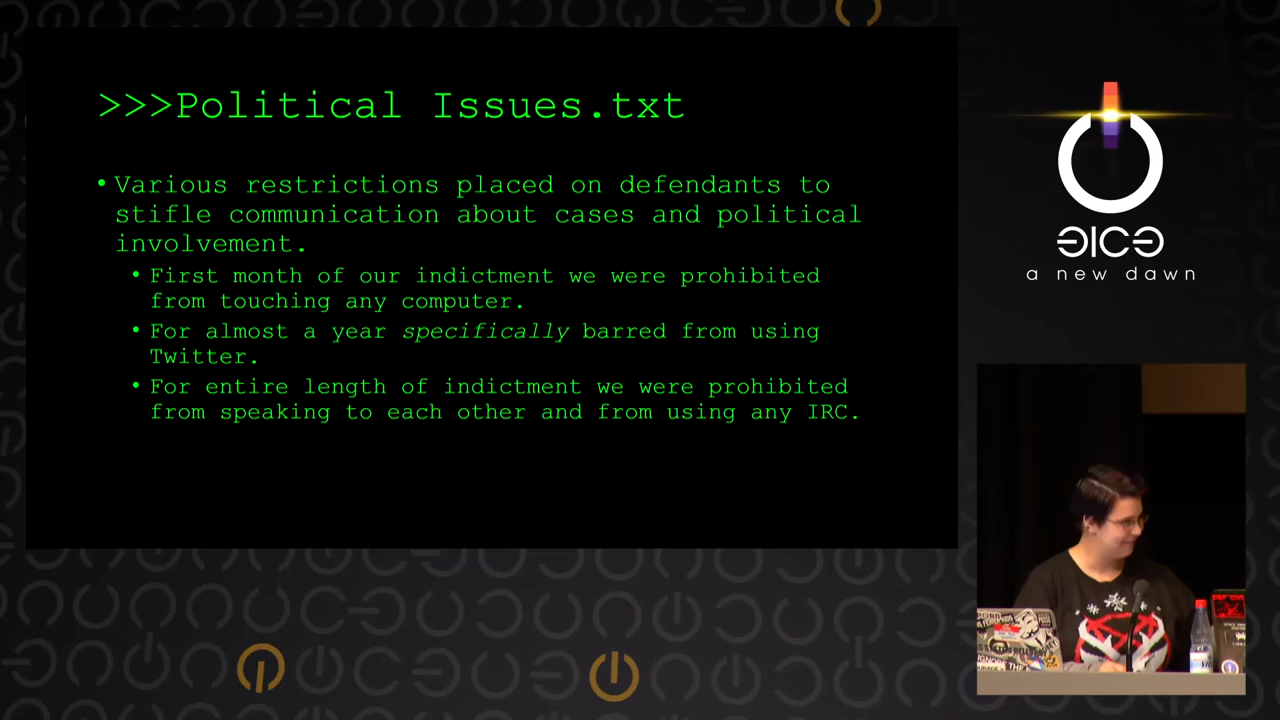 >>>Political Issues.txt
• Various restrictions placed on defendants to
stifle communication about cases and political
involvement.
• First month of our indictment we were prohibited
from touching any computer.
• For almost a year specifically barred from using
Twitter.
• For entire length of indictment we were prohibited
from speaking to each other and from using any IRC.
a new dawn